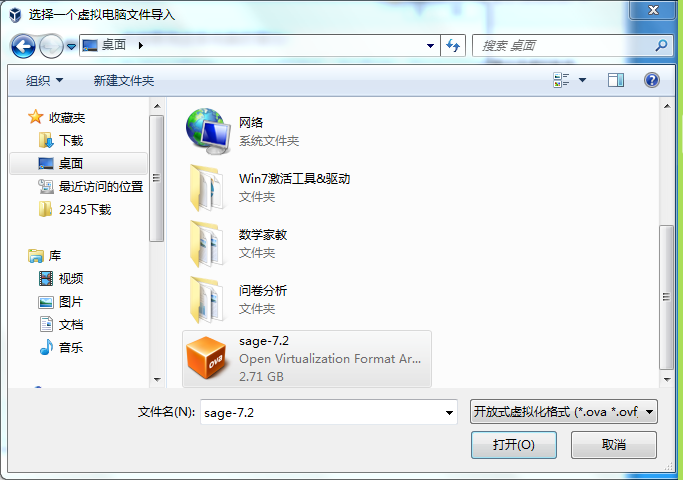 选择一个虚拟电脑文件导入
桌面
搜索 桌面
组织
新建文件夹
收藏夹
下载
桌面
最近访问的位置
2345下载
库
视频
图片
文档
音乐
网络
系统文件夹
Win7激活工具&驱动
文件夹
数学家教
文件夹
问卷分析
文件夹
sage-7.2
Open Virtualization Format Ar...
2.71 GB
文件名(N):
sage-7.2
开放式虚拟化格式 (*.ova *.ovf
打开(O)
取消